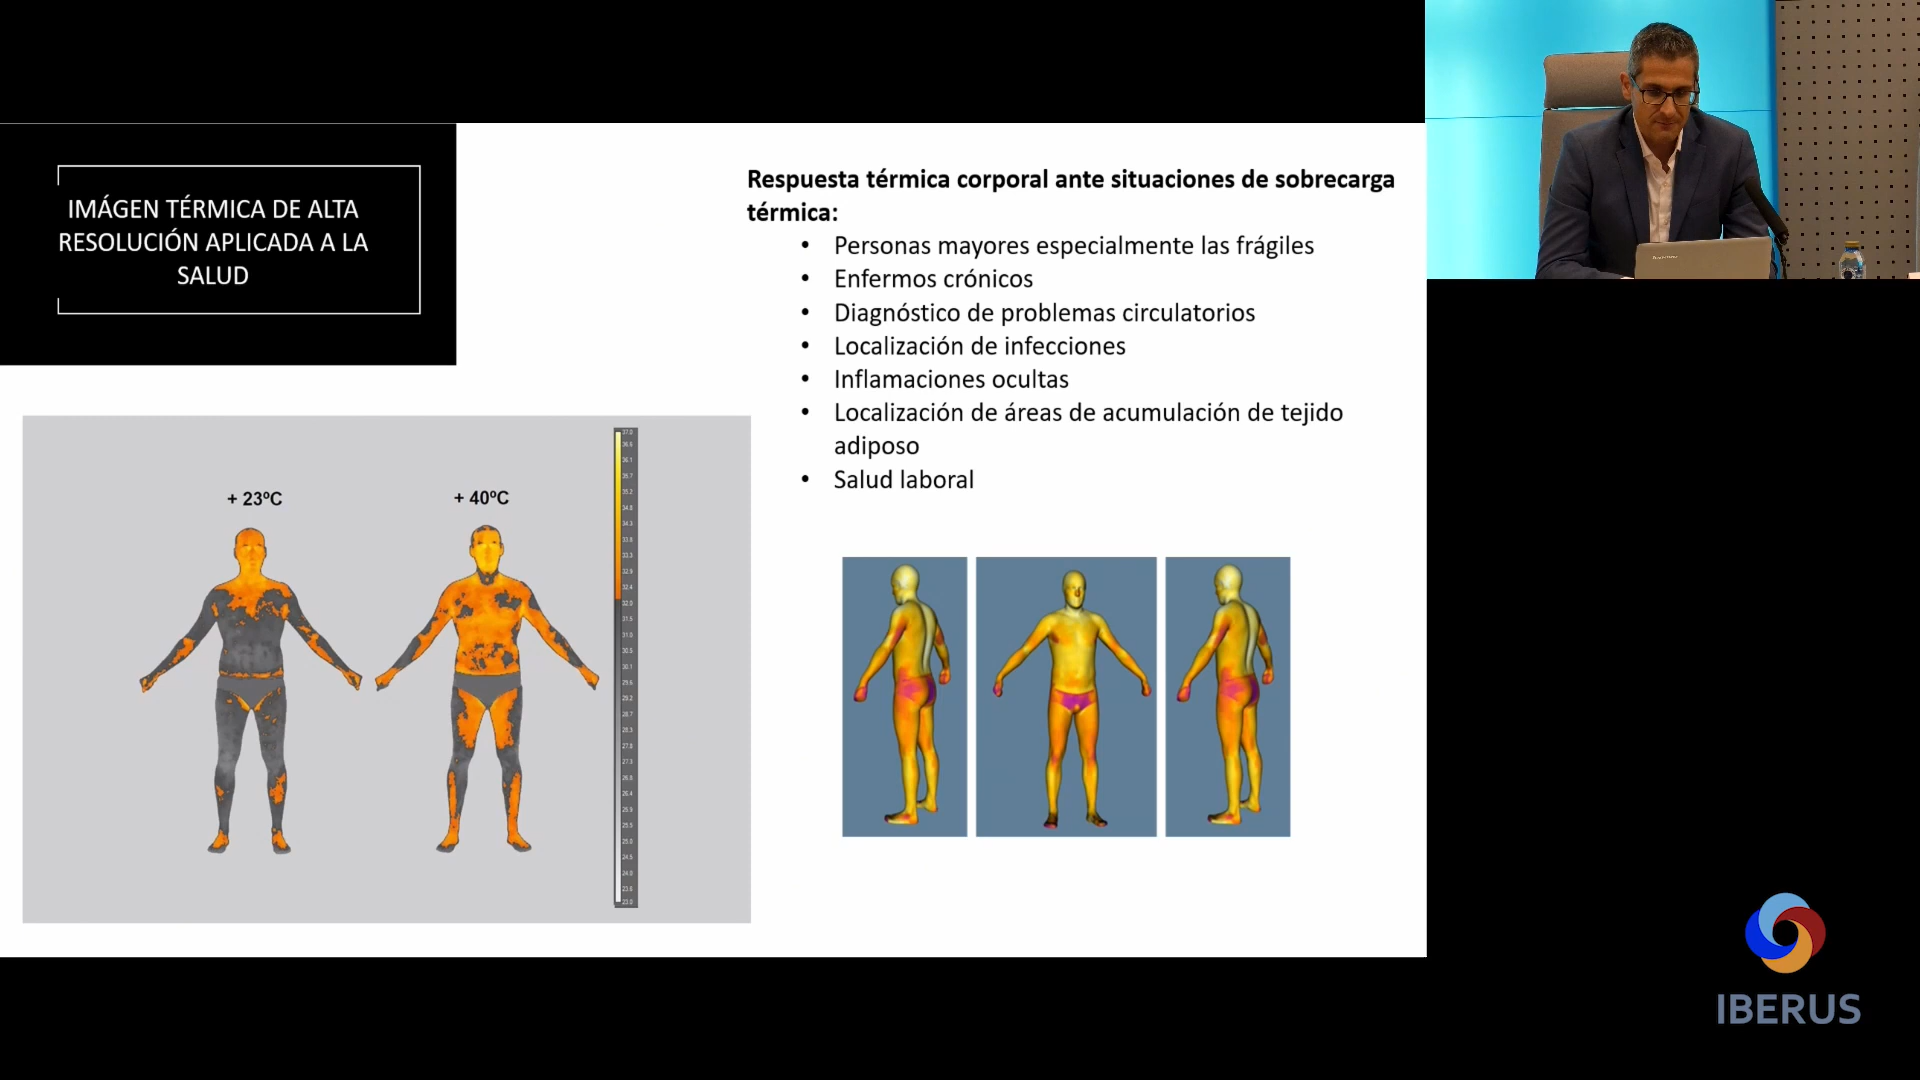 IMÁGEN TÉRMICA DE ALTA
RESOLUCIÓN APLICADA A LA
SALUD
Respuesta térmica corporal ante situaciones de sobrecarga
térmica:
• Personas mayores especialmente las frágiles
• Enfermos crónicos
• Diagnóstico de problemas circulatorios
• Localización de infecciones
• Inflamaciones ocultas
• Localización de áreas de acumulación de tejido
adiposo
• Salud laboral
+ 23ºC
+ 40ºC
IBERUS